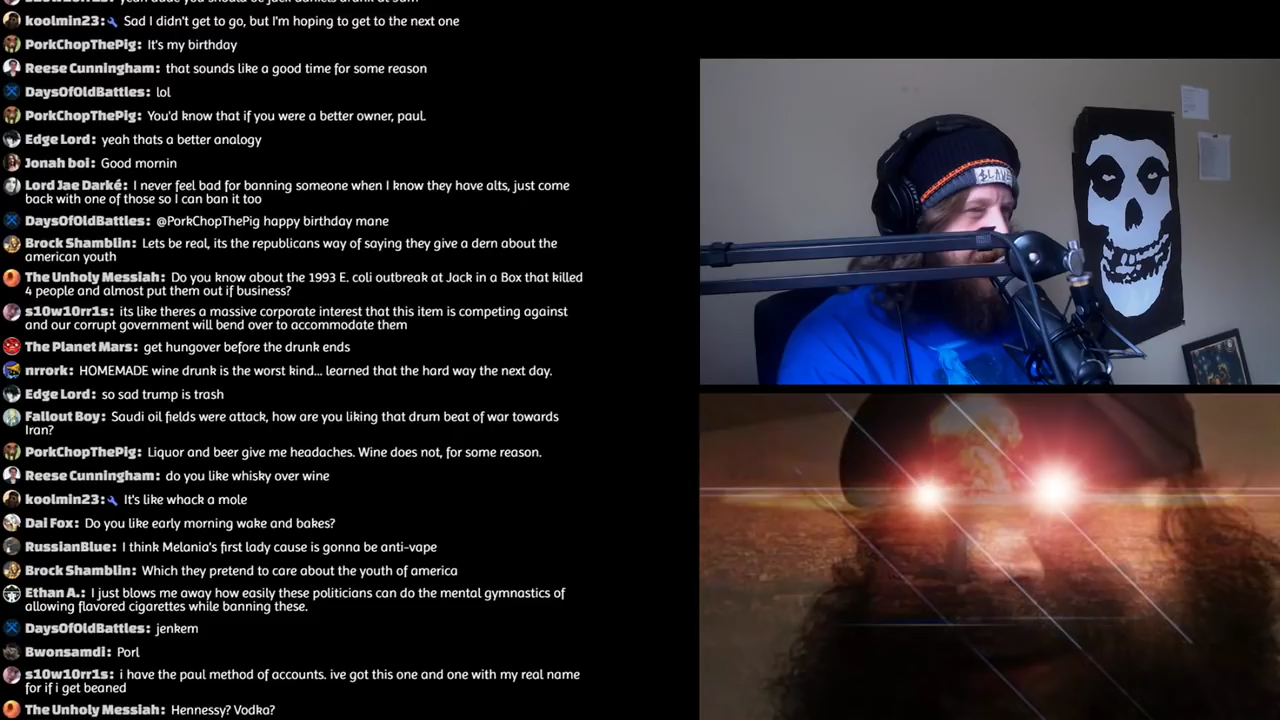 koolmin23: Sad I didn't get to go, but I'm hoping to get to the next one
PorkChopThePig: It's my birthday
Reese Cunningham: that sounds like a good time for some reason
DaysOfOldBattles: lol
PorkChopThePig: You'd know that if you were a better owner, paul.
Edge Lord: yeah thats a better analogy
Jonah boi: Good mornin
Lord Jae Darké: I never feel bad for banning someone when I know they have alts, just come
back with one of those so I can ban it too
DaysOfOldBattles: @PorkChopThePig happy birthday mane
Brock Shamblin: Lets be real, its the republicans way of saying they give a dern about the
american youth
The Unholy Messiah: Do you know about the 1993 E. coli outbreak at Jack in a Box that killed
4 people and almost put them out if business?
s10w10rr1s: its like theres a massive corporate interest that this item is competing against
and our corrupt government will bend over to accommodate them
The Planet Mars: get hungover before the drunk ends
nrrork: HOMEMADE wine drunk is the worst kind... learned that the hard way the next day.
Edge Lord: so sad trump is trash
Fallout Boy: Saudi oil fields were attack, how are you liking that drum beat of war towards
Iran?
PorkChopThePig: Liquor and beer give me headaches. Wine does not, for some reason.
Reese Cunningham: do you like whisky over wine
koolmin23: It's like whack a mole
Dai Fox: Do you like early morning wake and bakes?
RussianBlue: I think Melania's first lady cause is gonna be anti-vape
Brock Shamblin: Which they pretend to care about the youth of america
Ethan A.: I just blows me away how easily these politicians can do the mental gymnastics of
allowing flavored cigarettes while banning these.
DaysOfOldBattles: jenkem
Bwonsamdi: Porl
s10w10rr1s: i have the paul method of accounts. ive got this one and one with my real name
for if i get beaned
The Unholy Messiah: Hennessy? Vodka?